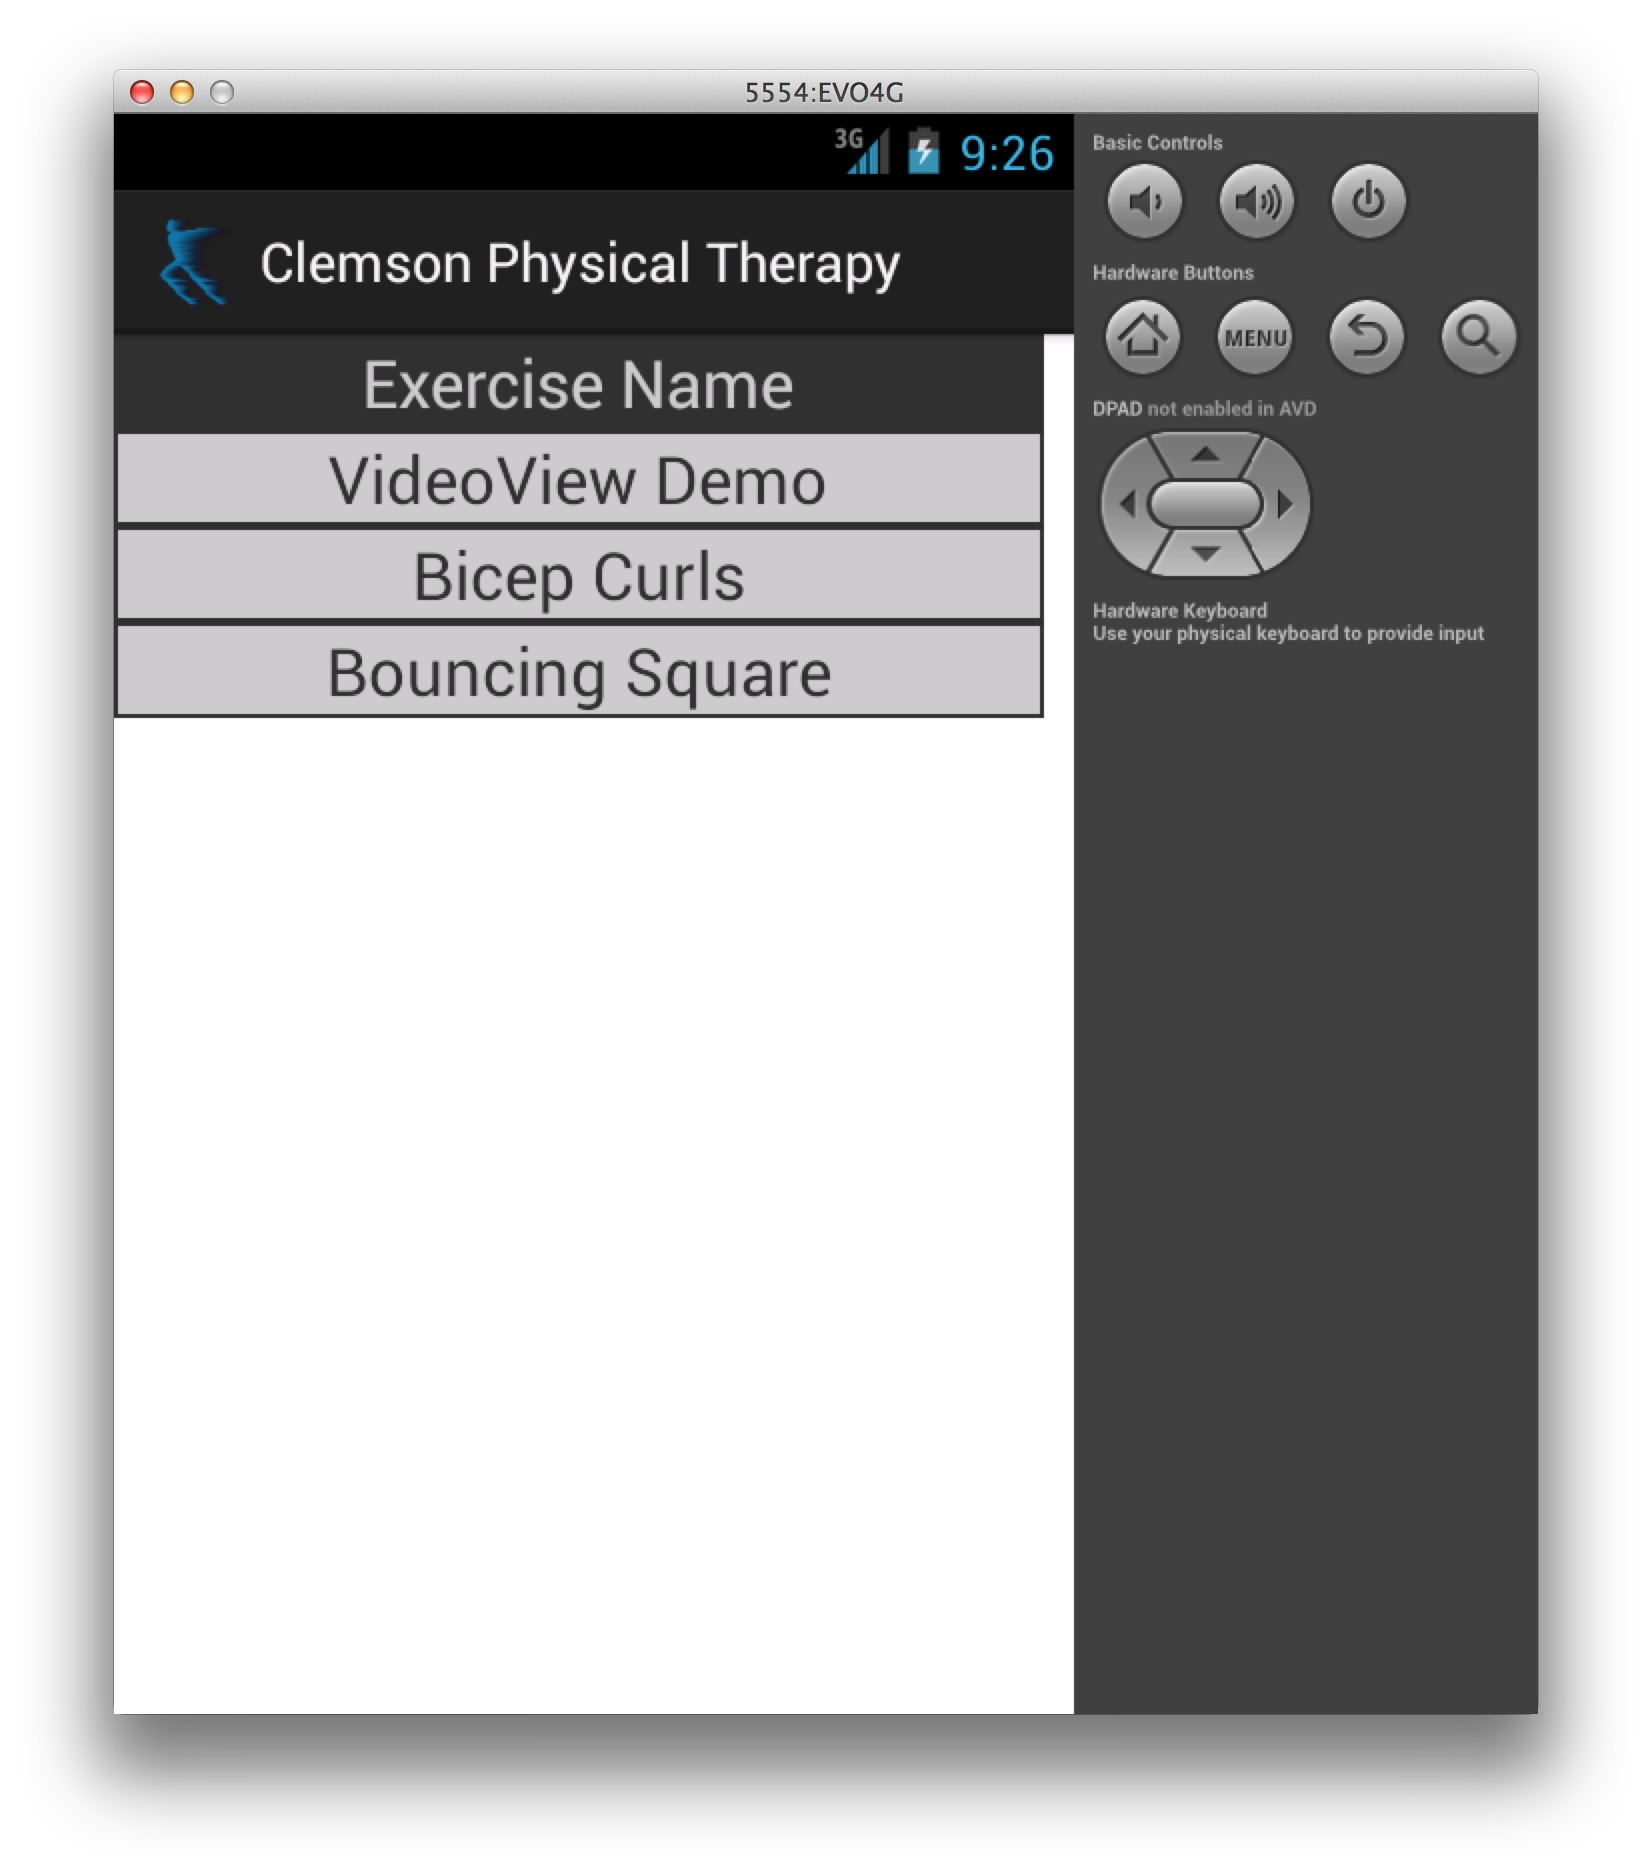 5554:EVO4G
3G 9:26
Clemson Physical Therapy
Exercise Name
VideoView Demo
Bicep Curls
Bouncing Square
Basic Controls
Hardware Buttons
MENU
DPAD not enabled in AVD
Hardware Keyboard
Use your physical keyboard to provide input